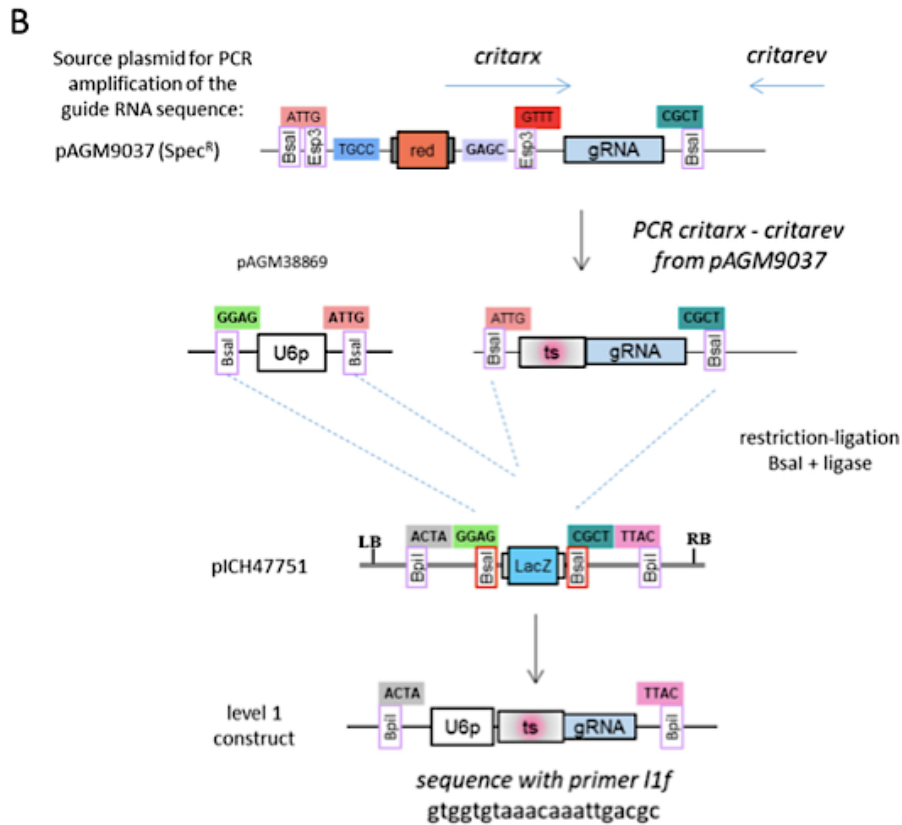 B
Source plasmid for PCR
amplification of the
guide RNA sequence:
pAGM9037 (Spec^R)
critarx
critarev
ATTG
BsaI
Esp3
TGCC
red
GAGC
GTTT
Esp3
gRNA
CGCT
BsaI
PCR critarx - critarev
from pAGM9037
pAGM38869
GGAG
BsaI
U6p
ATTG
BsaI
ATTG
BsaI
ts
gRNA
CGCT
BsaI
restriction-ligation
BsaI + ligase
pICH47751
LB
ACTA
GGAG
BpiI
BsaI
LacZ
CGCT
TTAC
BsaI
BpiI
RB
level 1
construct
ACTA
BpiI
U6p
ts
gRNA
TTAC
BpiI
sequence with primer l1f
gtggtgtaaacaaattgacgc